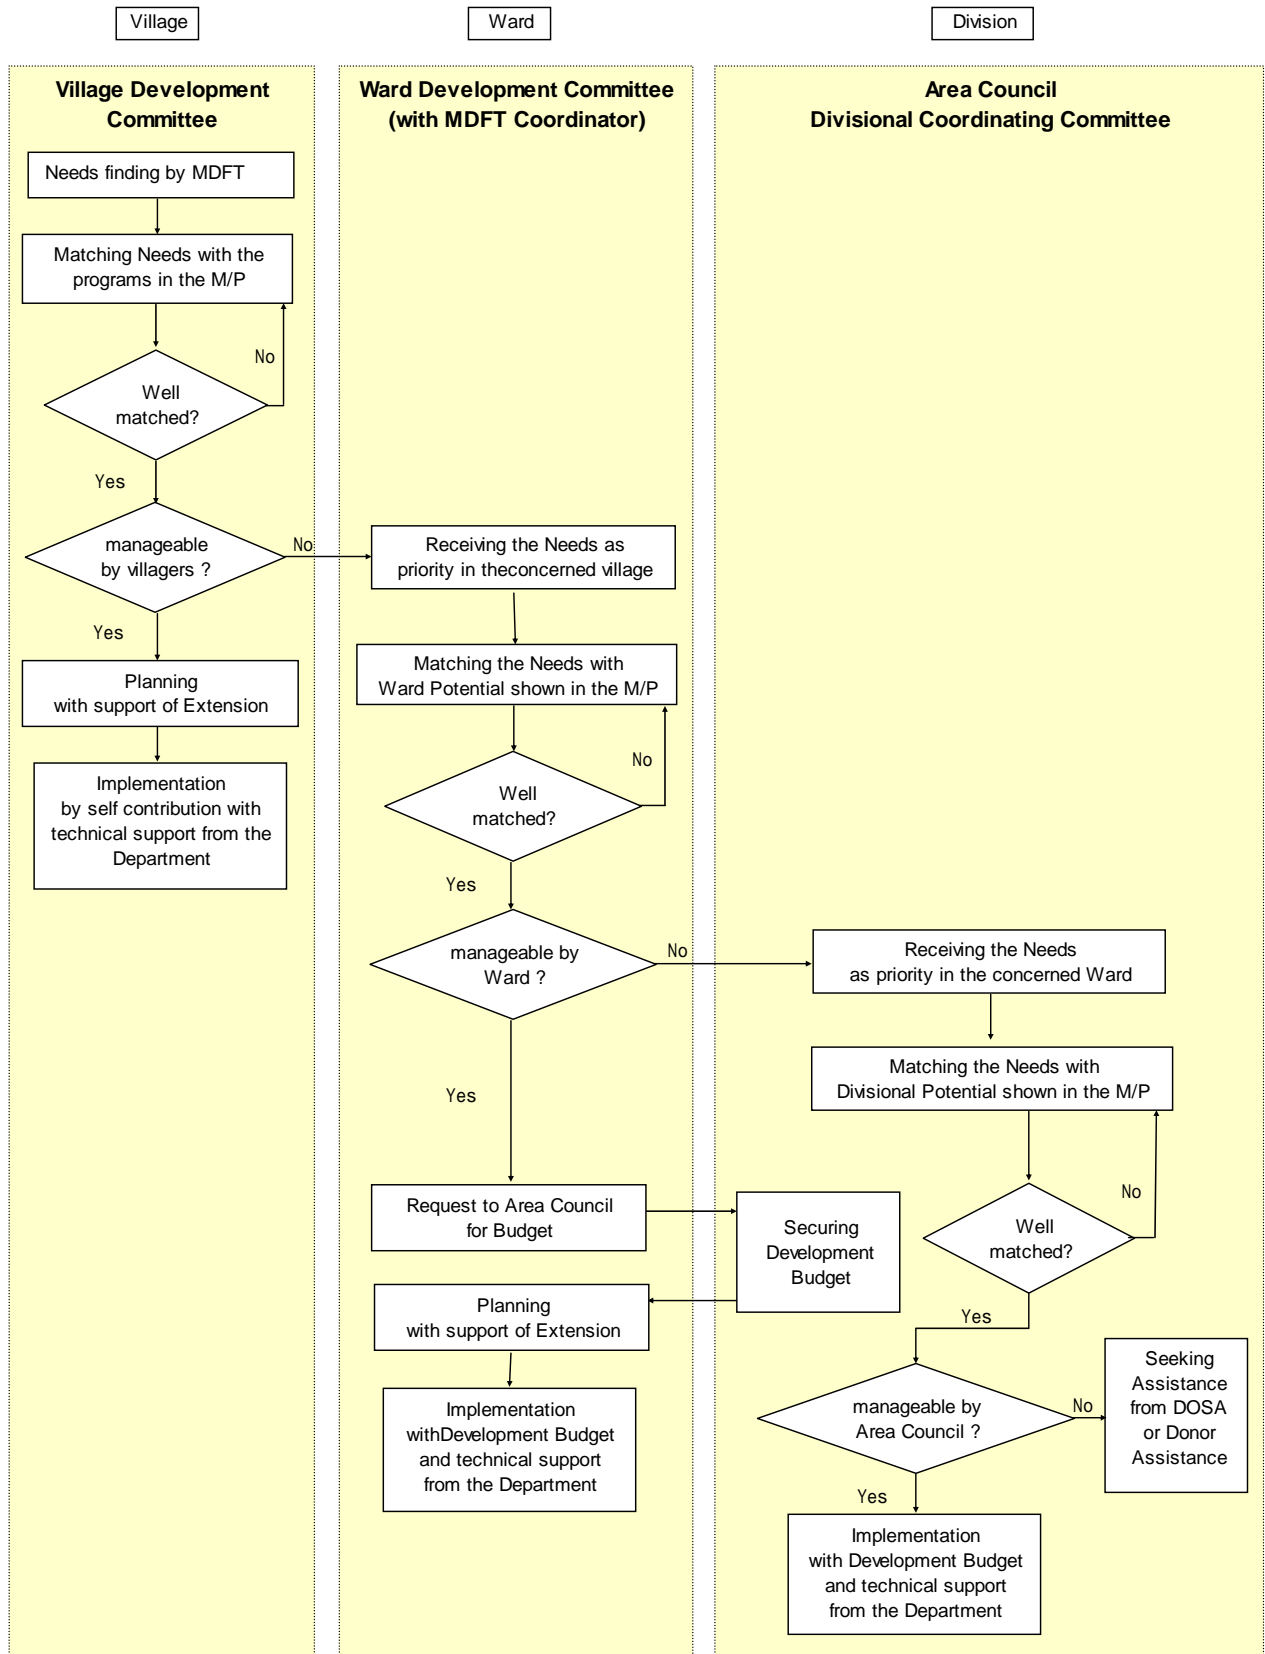 Village
Ward
Division
Village Development
Committee
Ward Development Committee
(with MDFT Coordinator)
Area Council
Divisional Coordinating Committee
Needs finding by MDFT
Matching Needs with the
programs in the M/P
No
Well
matched?
Yes
manageable
by villagers ?
No
Yes
Planning
with support of Extension
Implementation
by self contribution with
technical support from the
Department
Receiving the Needs as
priority in theconcerned village
Matching the Needs with
Ward Potential shown in the M/P
No
Well
matched?
Yes
manageable by
Ward ?
No
Yes
Request to Area Council
for Budget
Planning
with support of Extension
Implementation
withDevelopment Budget
and technical support
from the Department
Receiving the Needs
as priority in the concerned Ward
Matching the Needs with
Divisional Potential shown in the M/P
No
Well
matched?
Securing
Development
Budget
Yes
manageable by
Area Council ?
No
Seeking
Assistance
from DOSA
or Donor
Assistance
Yes
Implementation
with Development Budget
and technical support
from the Department